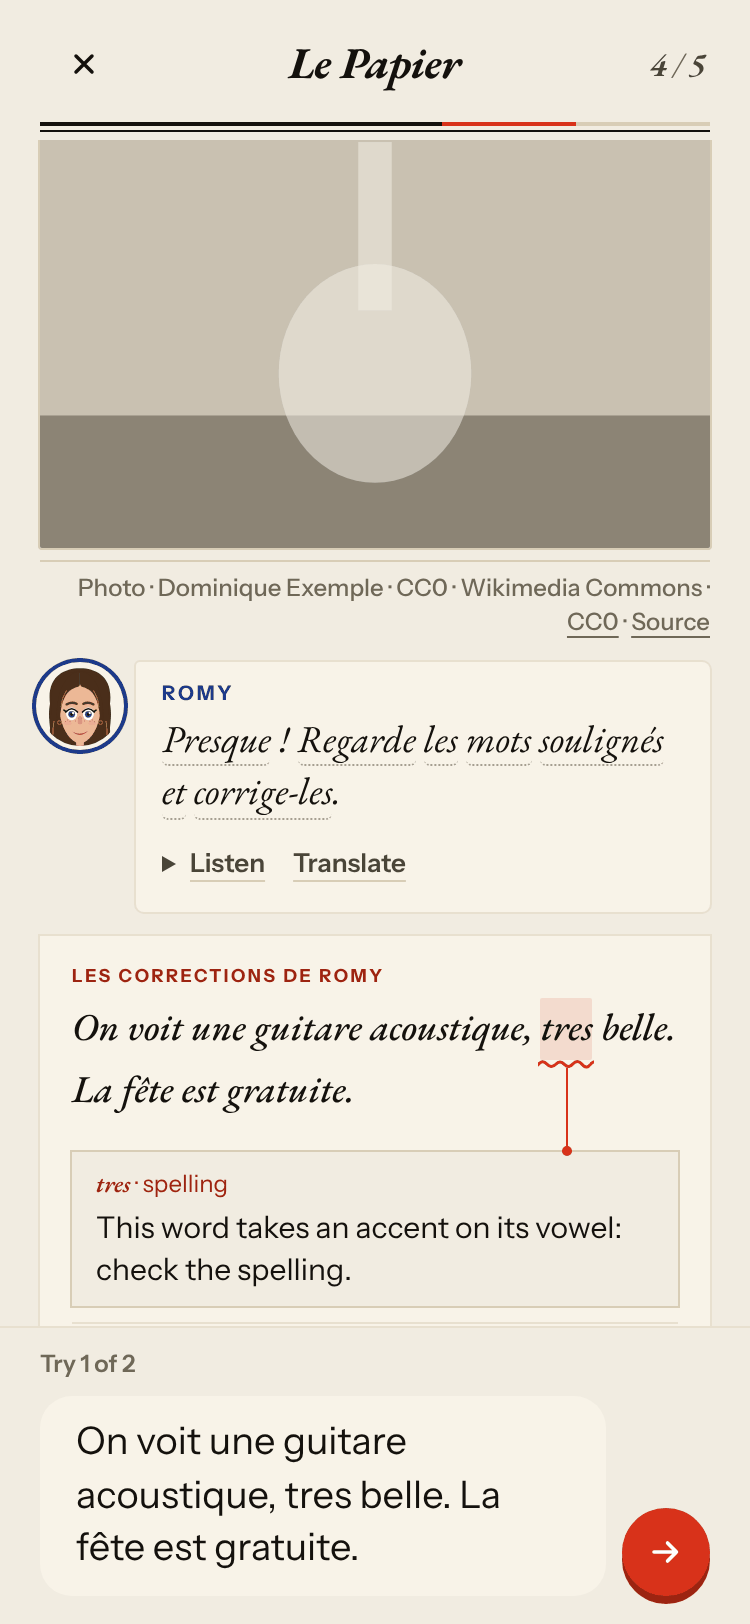 Le Papier
4 / 5
Photo · Dominique Exemple · CC0 · Wikimedia Commons ·
CC0 · Source
ROMY
Presque ! Regarde les mots soulignés
et corrige-les.
Listen Translate
LES CORRECTIONS DE ROMY
On voit une guitare acoustique, tres belle.
La fête est gratuite.
tres · spelling
This word takes an accent on its vowel:
check the spelling.
Try 1 of 2
On voit une guitare
acoustique, tres belle. La
fête est gratuite.